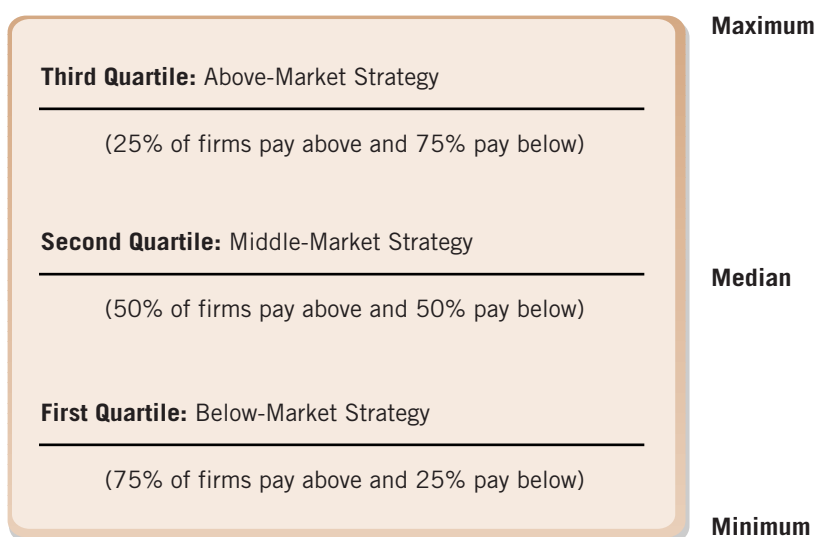 Maximum
Third Quartile: Above-Market Strategy
(25% of firms pay above and 75% pay below)
Second Quartile: Middle-Market Strategy
Median
(50% of firms pay above and 50% pay below)
First Quartile: Below-Market Strategy
(75% of firms pay above and 25% pay below)
Minimum